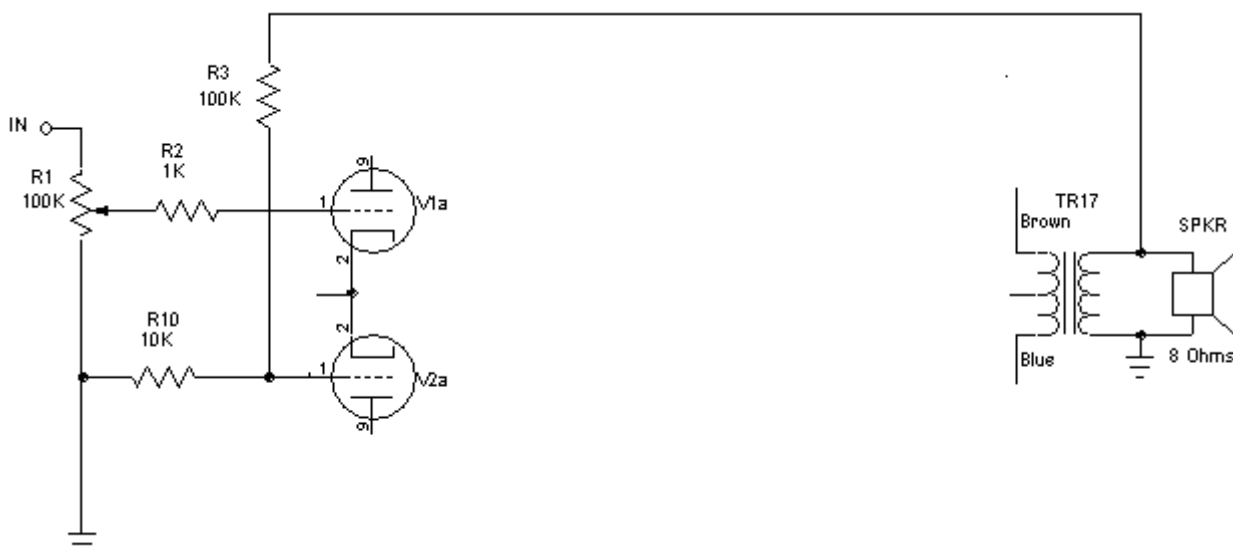 R3
100K
IN
R2
1K
R1
100K
9
1
V1a
2
TR17
Brown
SPKR
R10
10K
2
1
V2a
9
Blue
8 Ohms